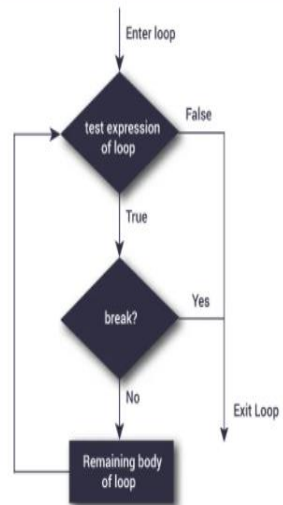 Enter loop
test expression
of loop
False
True
break?
Yes
No
Exit Loop
Remaining body
of loop